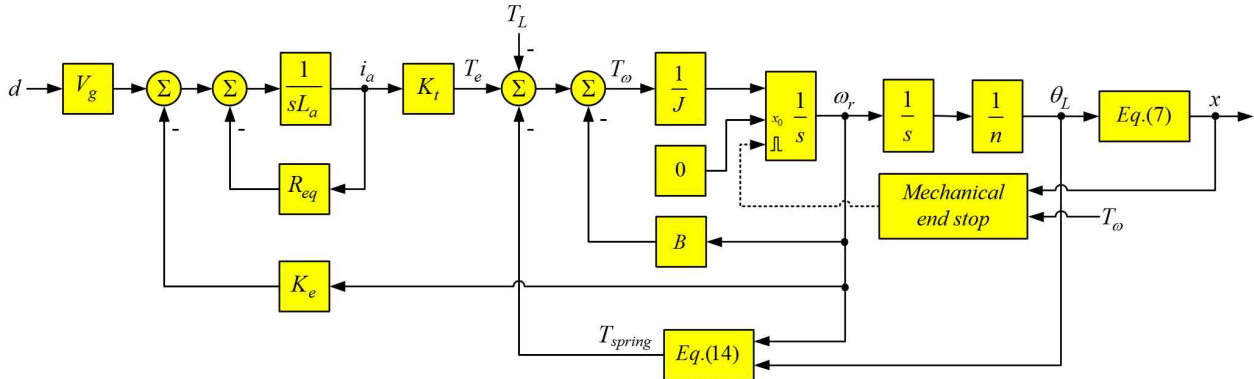 T_L
-
d
V_g
Σ
-
Σ
-
1
sL_a
i_a
K_t
T_e
Σ
-
Σ
-
T_ω
1
J
x_0
1
s
ω_r
1
s
1
n
θ_L
Eq.(7)
x
0
R_eq
Mechanical
end stop
T_ω
B
K_e
T_spring
Eq.(14)